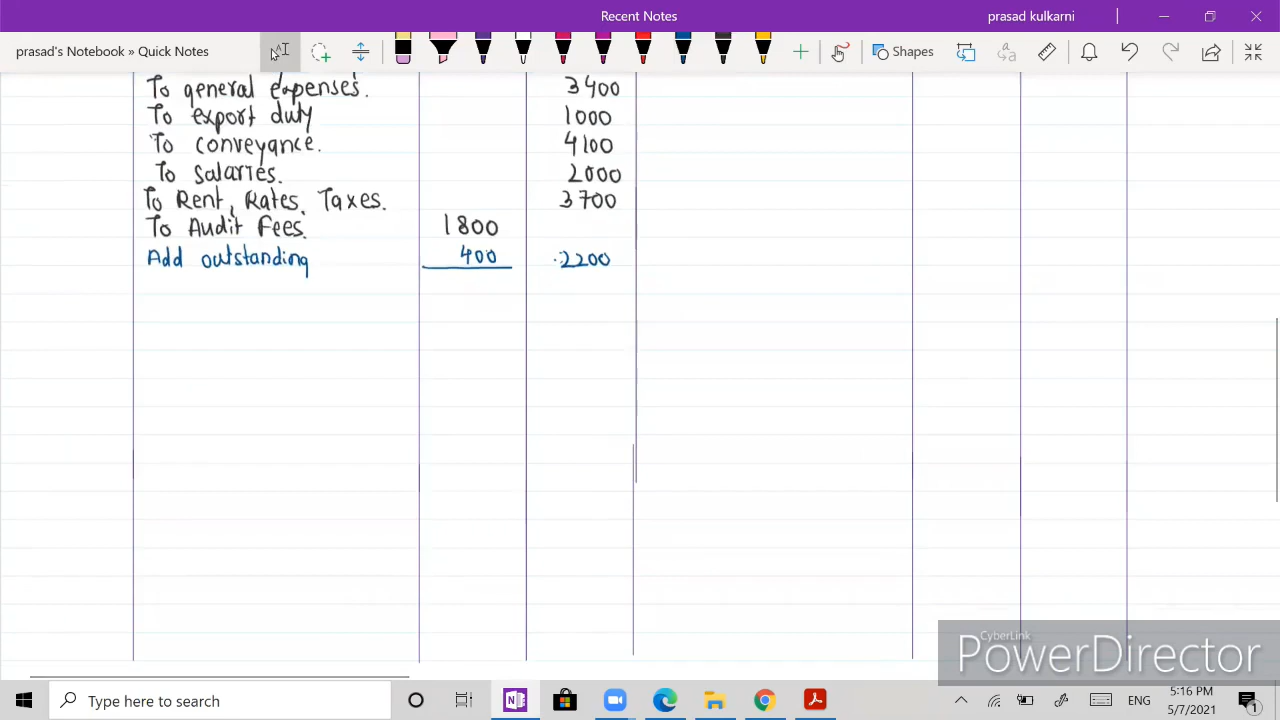 Recent Notes
prasad kulkarni
prasad's Notebook » Quick Notes
Shapes
To general expenses. 3400
To export duty 1000
To conveyance. 4100
To salaries. 2000
To Rent, Rates, Taxes. 3700
To Audit Fees. 1800
Add outstanding 400 2200
CyberLink
PowerDirector
Type here to search
ENG
5:16 PM
5/7/2021